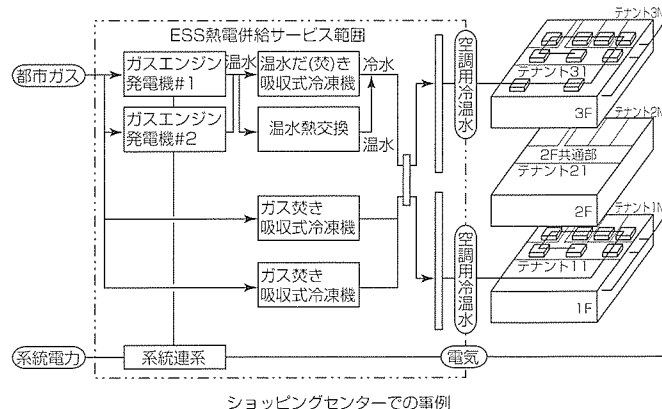 ESS熱電併給サービス範囲
都市ガス
ガスエンジン
発電機#1
温水
温水だ(焚)き
吸収式冷凍機
冷水
ガスエンジン
発電機#2
温水熱交換
温水
ガス焚き
吸収式冷凍機
ガス焚き
吸収式冷凍機
系統電力
系統連系
電気
空調用冷温水
空調用冷温水
テナント3N
テナント31
3F
テナント2N
2F共通部
テナント21
2F
テナント1N
テナント11
1F
ショッピングセンターでの事例